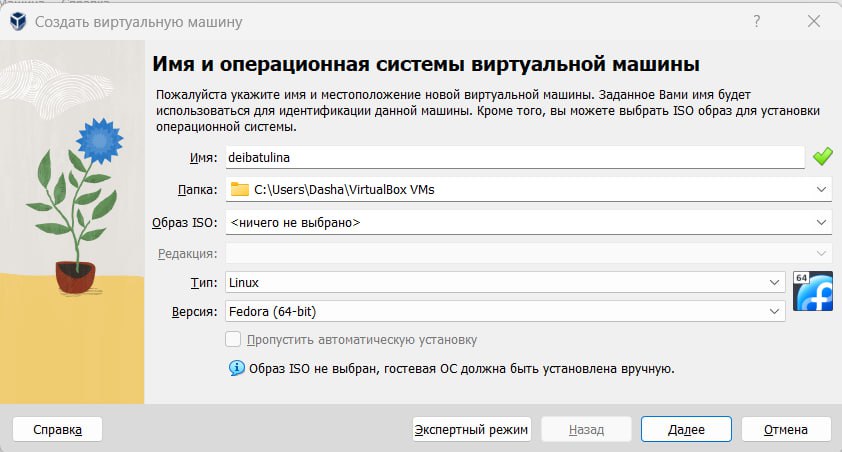 Создать виртуальную машину
Имя и операционная системы виртуальной машины
Пожалуйста укажите имя и местоположение новой виртуальной машины. Заданное Вами имя будет
использоваться для идентификации данной машины. Кроме того, вы можете выбрать ISO образ для установки
операционной системы.
Имя: deibatulina
Папка: C:\Users\Dasha\VirtualBox VMs
Образ ISO: <ничего не выбрано>
Редакция:
Тип: Linux
64
Версия: Fedora (64-bit)
Пропустить автоматическую установку
Образ ISO не выбран, гостевая ОС должна быть установлена вручную.
Справка Экспертный режим Назад Далее Отмена